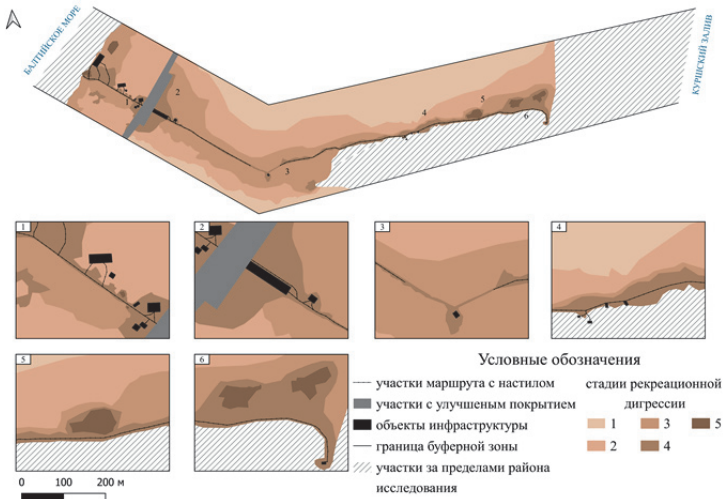 БАЛТИЙСКОЕ МОРЕ
КУРШСКИЙ ЗАЛИВ
1
2
3
4
5
6
1
2
3
4
5
6
Условные обозначения
участки маршрута с настилом
участки с улучшеным покрытием
объекты инфраструктуры
граница буферной зоны
участки за пределами района
исследования
стадии рекреационной
дигрессии
1 3 5
2 4
0 100 200 м